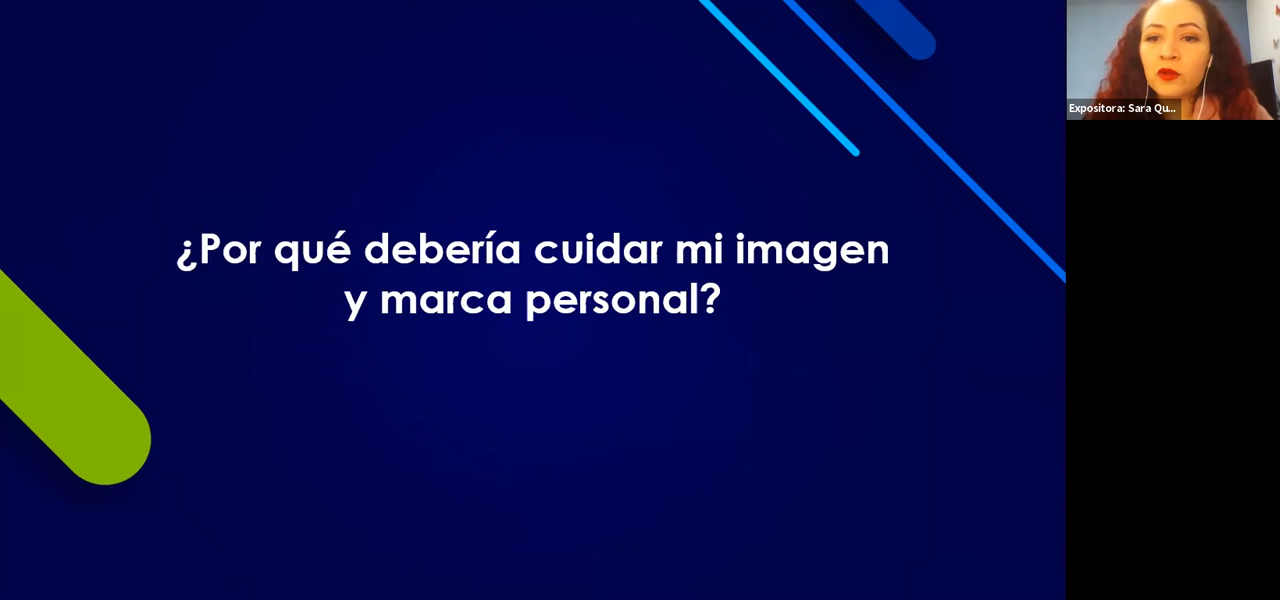 ¿Por qué debería cuidar mi imagen
y marca personal?
Expositora: Sara Qu...